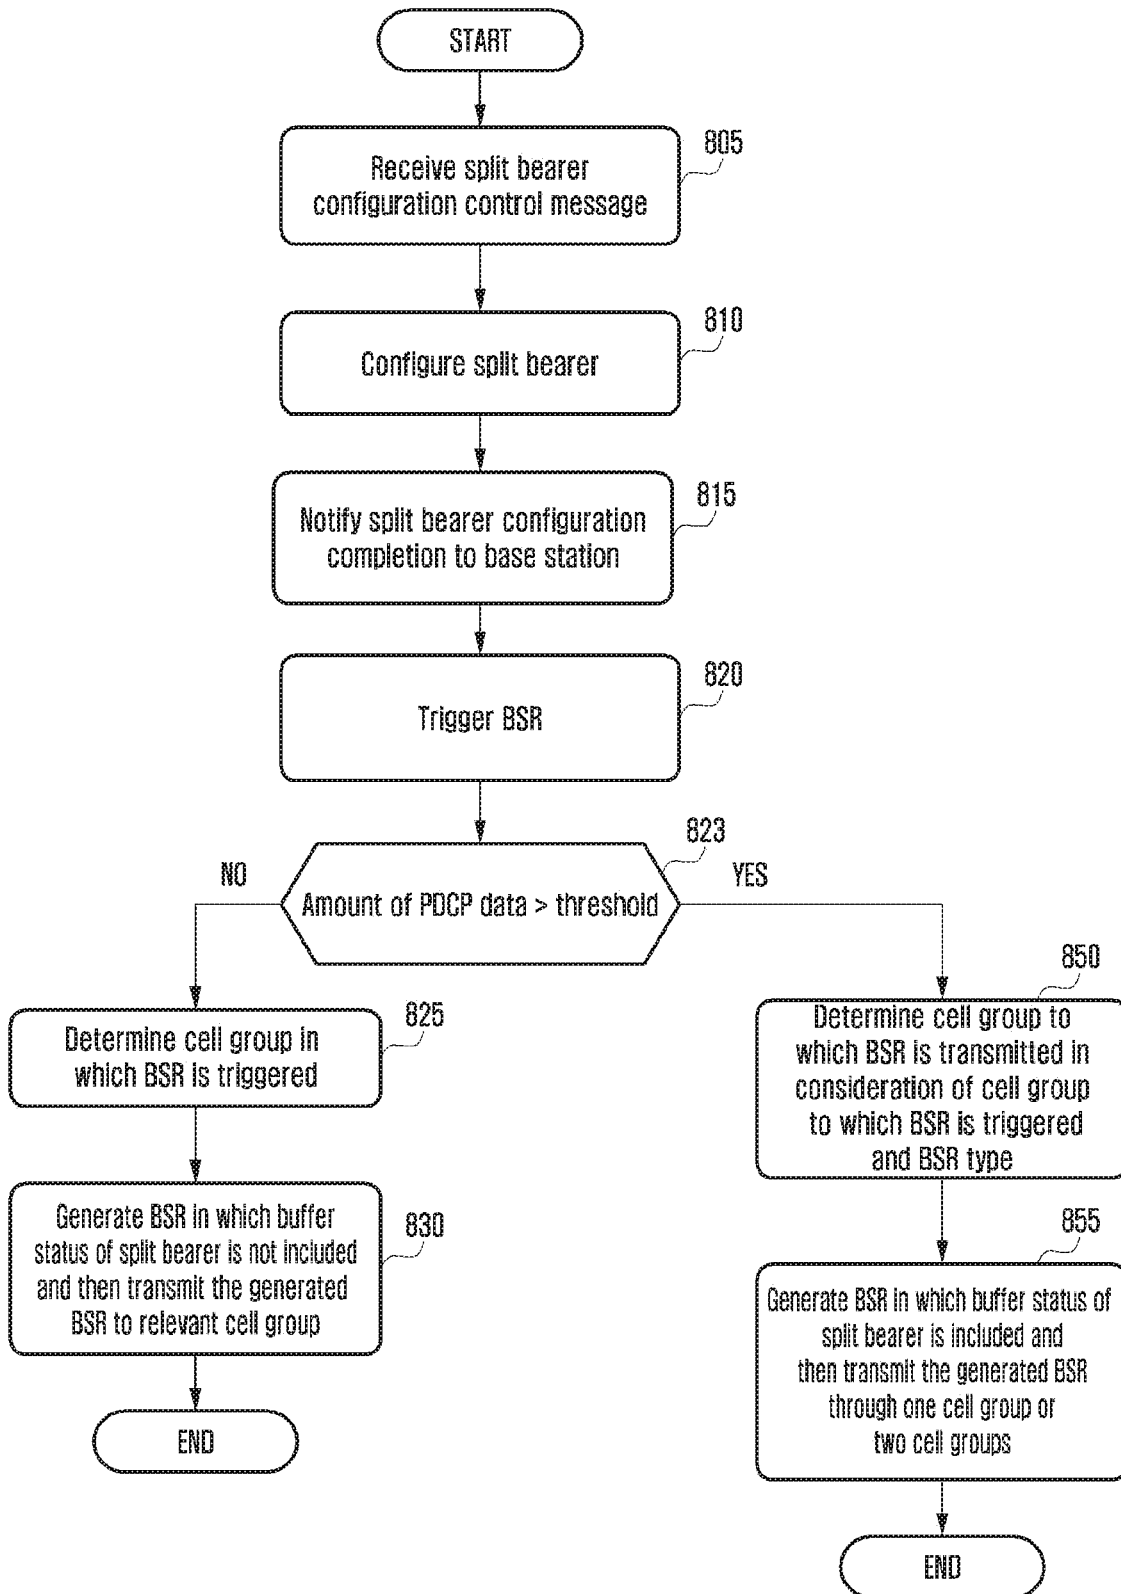 START
805
Receive split bearer
configuration control message
810
Configure split bearer
815
Notify split bearer configuration
completion to base station
820
Trigger BSR
823
NO
YES
Amount of PDCP data > threshold
825
Determine cell group in
which BSR is triggered
830
Generate BSR in which buffer
status of split bearer is not included
and then transmit the generated
BSR to relevant cell group
END
850
Determine cell group to
which BSR is transmitted in
consideration of cell group
to which BSR is triggered
and BSR type
855
Generate BSR in which buffer status of
split bearer is included and
then transmit the generated BSR
through one cell group or
two cell groups
END